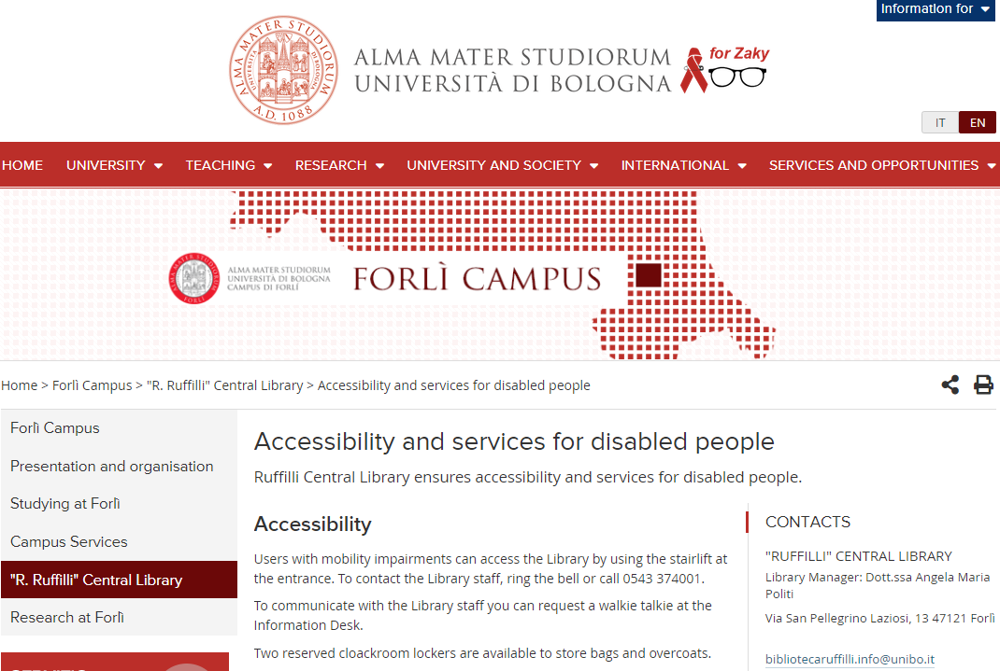 Information for
ALMA MATER STUDIORUM
A.D. 1088
ALMA MATER STUDIORUM
UNIVERSITÀ DI BOLOGNA
for Zaky
IT EN
HOME UNIVERSITY TEACHING RESEARCH UNIVERSITY AND SOCIETY INTERNATIONAL SERVICES AND OPPORTUNITIES
ALMA MATER STUDIORUM
UNIVERSITÀ DI BOLOGNA
CAMPUS DI FORLÌ
FORLÌ CAMPUS
Home > Forlì Campus > "R. Ruffilli" Central Library > Accessibility and services for disabled people
Forlì Campus
Presentation and organisation
Studying at Forlì
Campus Services
"R. Ruffilli" Central Library
Research at Forlì
Accessibility and services for disabled people
Ruffilli Central Library ensures accessibility and services for disabled people.
Accessibility
Users with mobility impairments can access the Library by using the stairlift at
the entrance. To contact the Library staff, ring the bell or call 0543 374001.
To communicate with the Library staff you can request a walkie talkie at the
Information Desk.
Two reserved cloackroom lockers are available to store bags and overcoats.
CONTACTS
"RUFFILLI" CENTRAL LIBRARY
Library Manager: Dott.ssa Angela Maria
Politi
Via San Pellegrino Laziosi, 13 47121 Forlì
bibliotecaruffilli.info@unibo.it